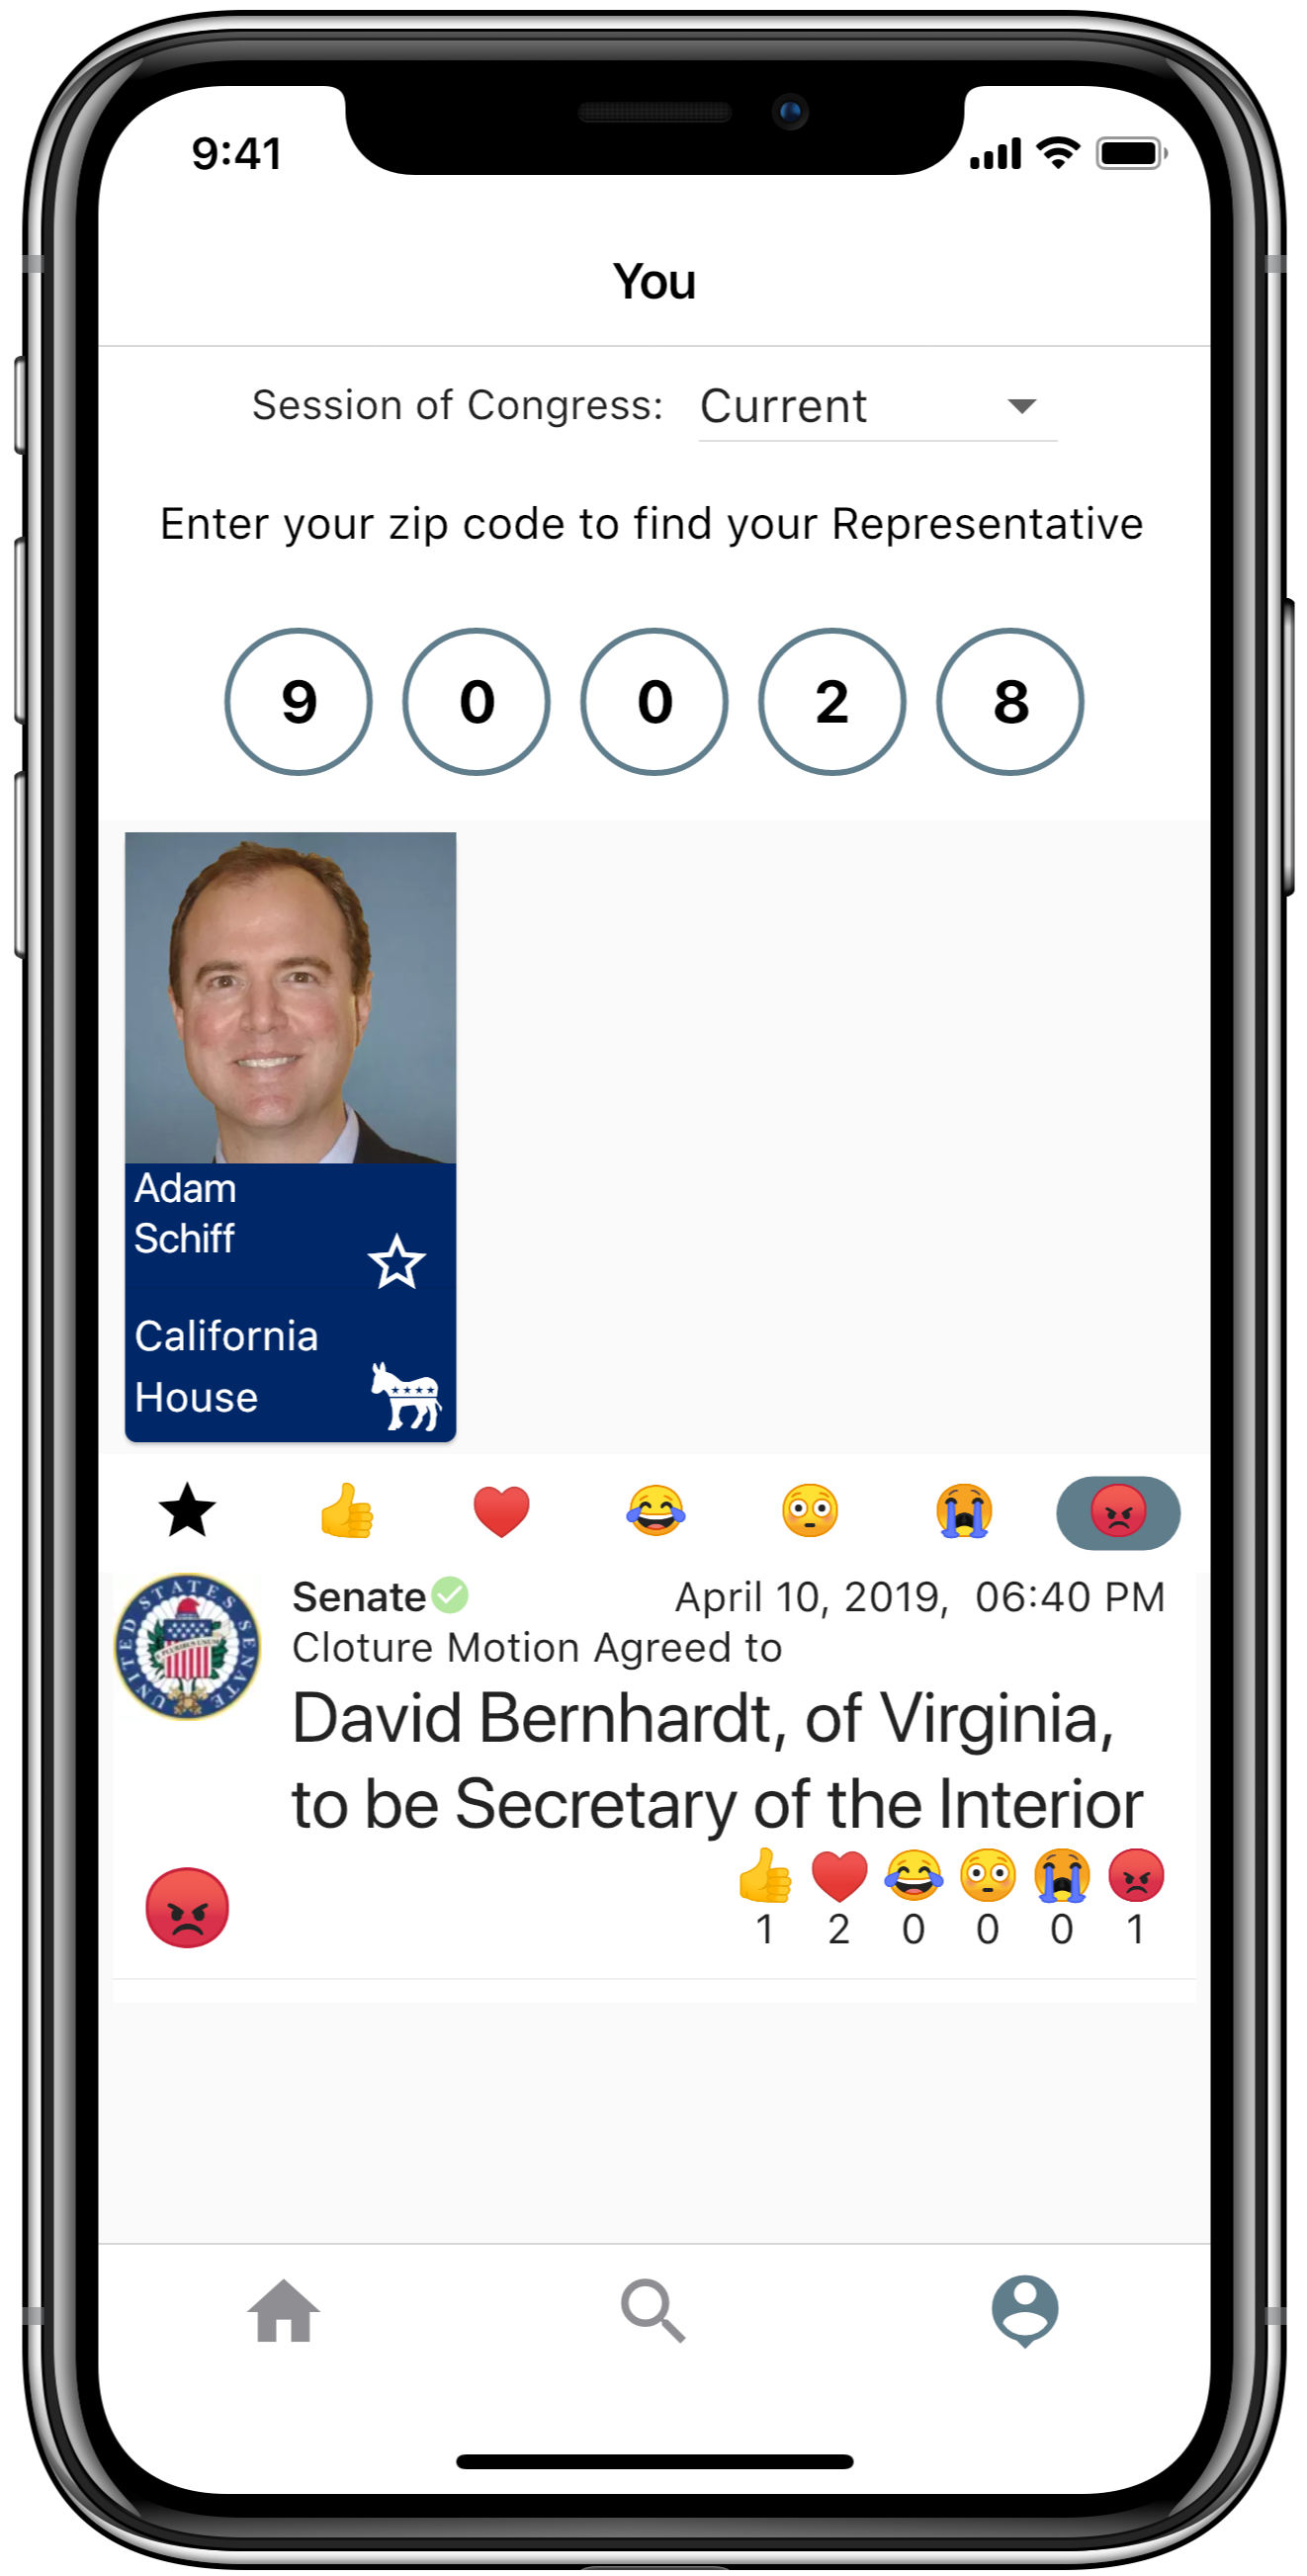 9:41
You
Session of Congress: Current
Enter your zip code to find your Representative
9 0 0 2 8
Adam
Schiff
California
House
UNITED STATES SENATE
E PLURIBUS UNUM
Senate April 10, 2019, 06:40 PM
Cloture Motion Agreed to
David Bernhardt, of Virginia,
to be Secretary of the Interior
1 2 0 0 0 1